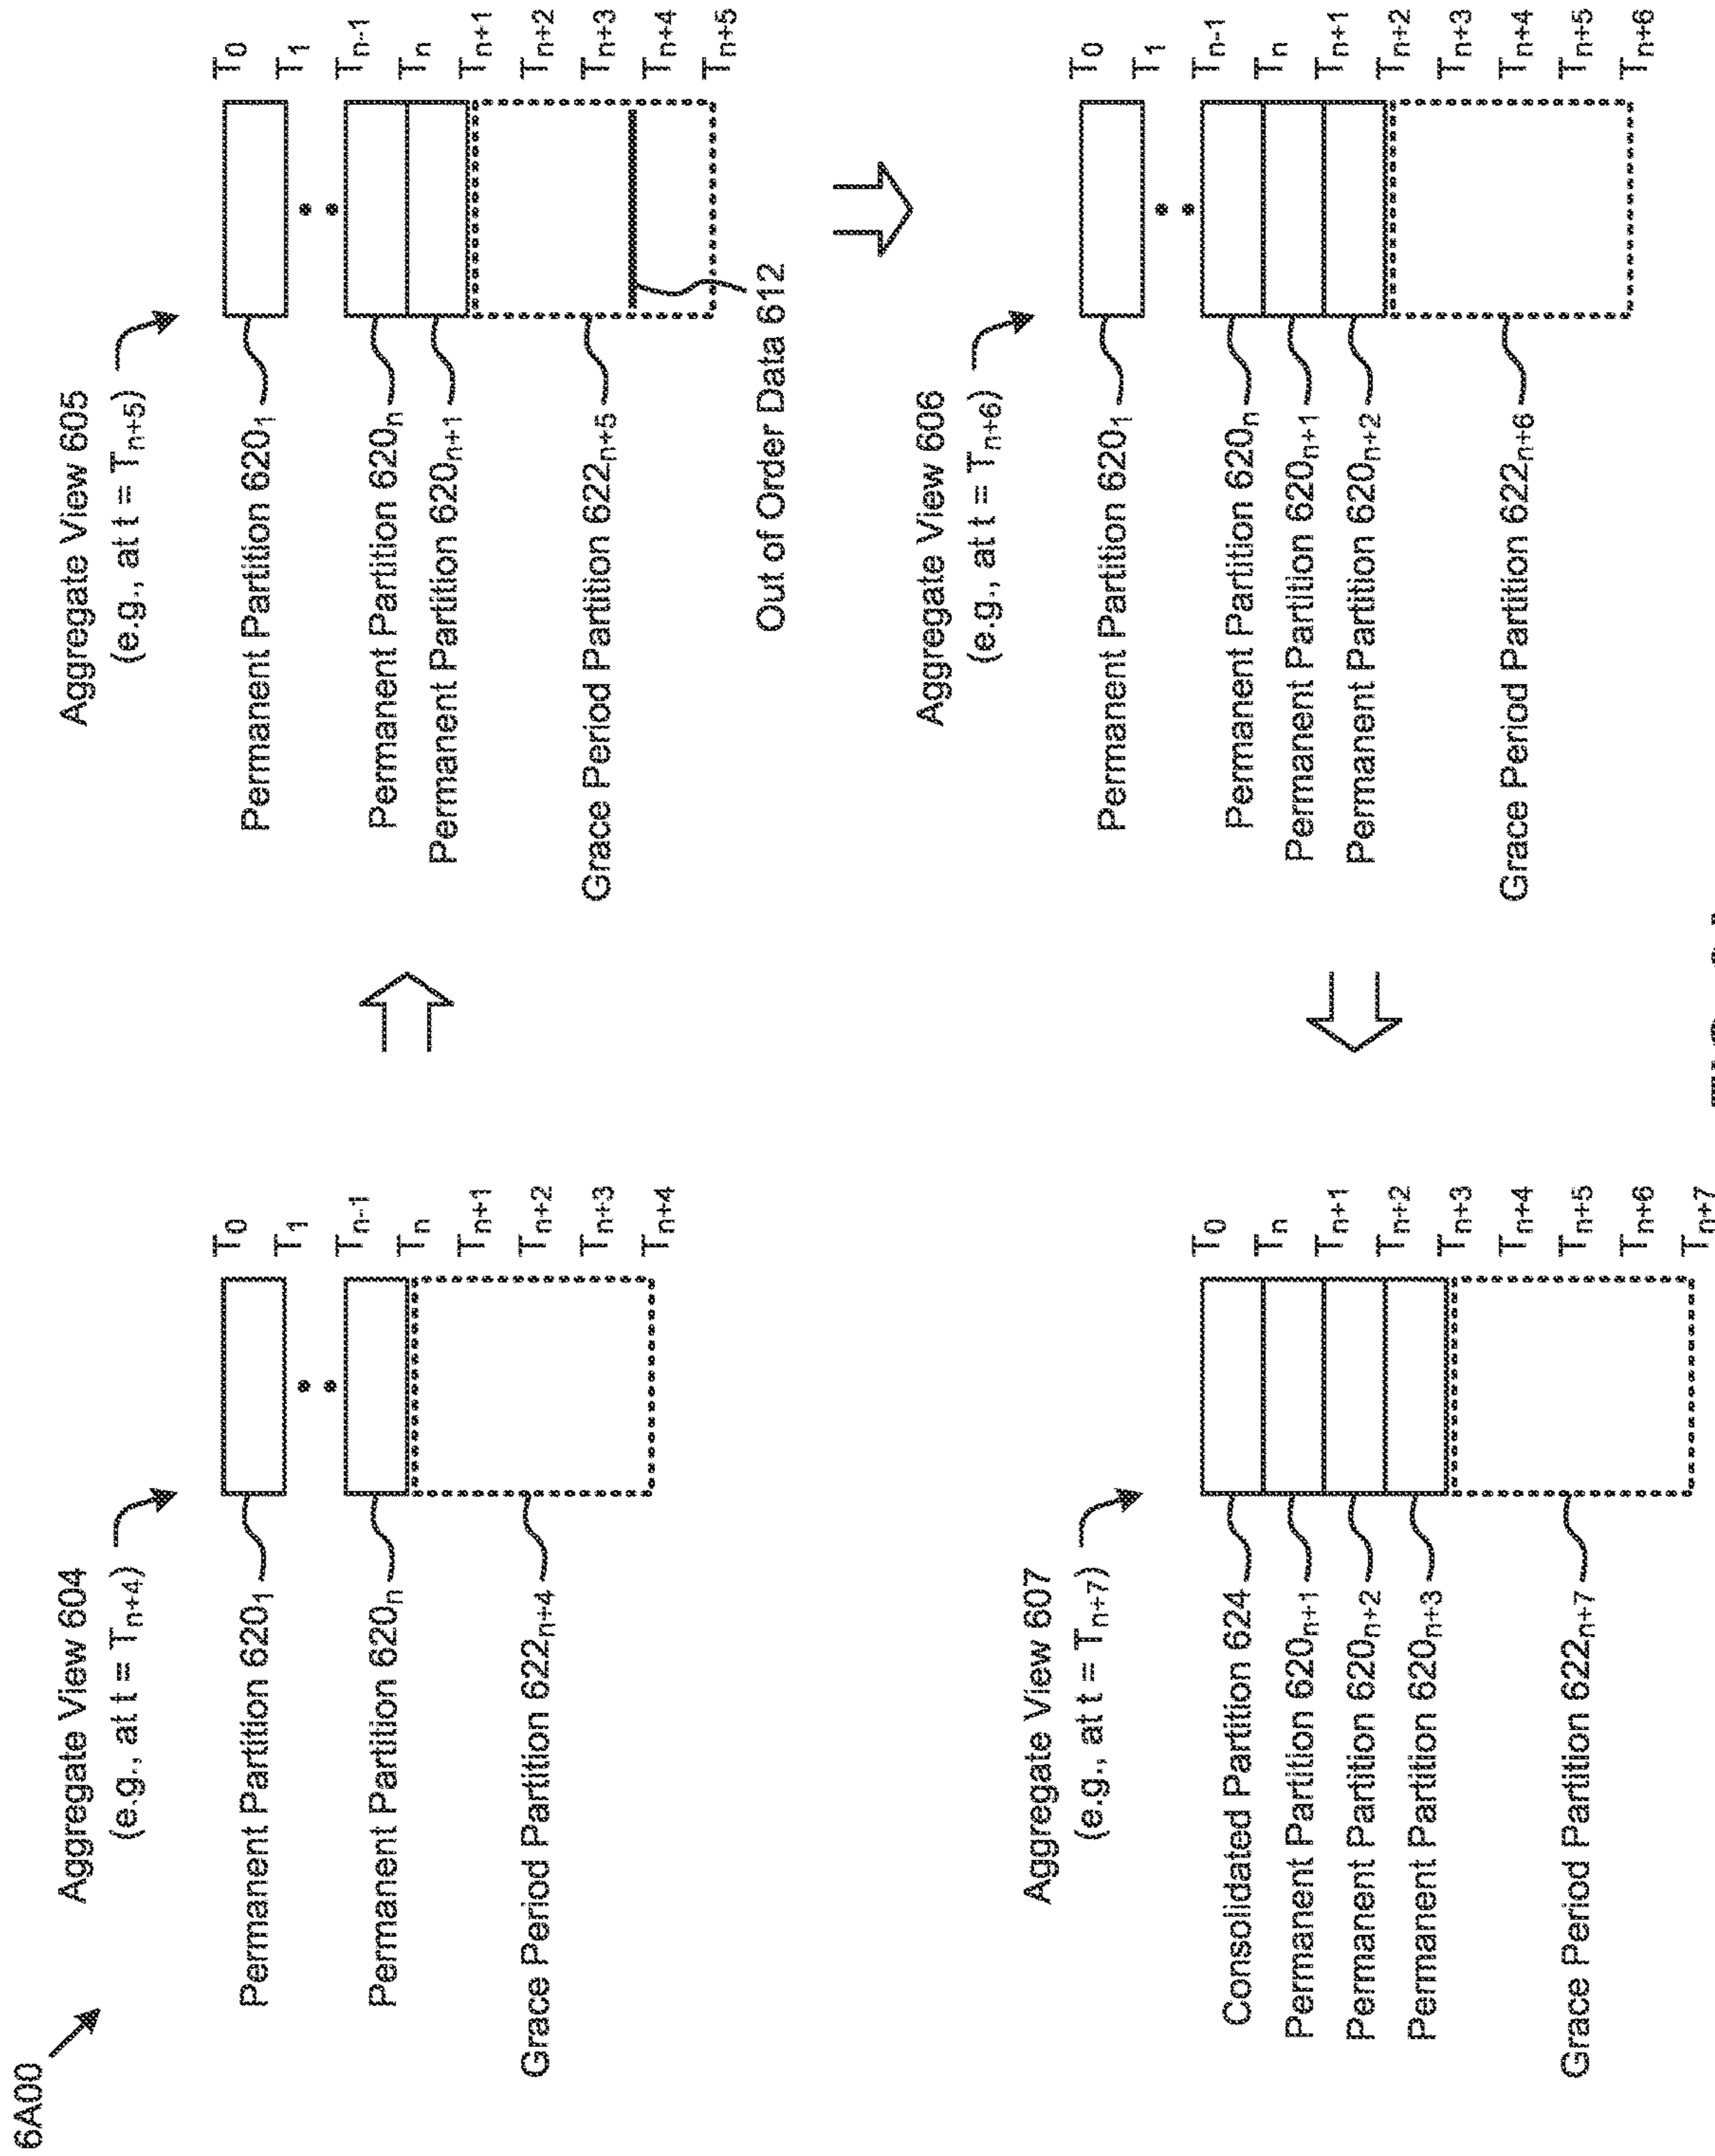 6A00
Aggregate View 604
(e.g., at t = Tn+4)
Permanent Partition 620₁
Permanent Partition 620n
Grace Period Partition 622n+4
T₀
T₁
Tn-1
Tn
Tn+1
Tn+2
Tn+3
Tn+4
Aggregate View 605
(e.g., at t = Tn+5)
Permanent Partition 620₁
Permanent Partition 620n
Permanent Partition 620n+1
Grace Period Partition 622n+5
Out of Order Data 612
T₀
T₁
Tn-1
Tn
Tn+1
Tn+2
Tn+3
Tn+4
Tn+5
Aggregate View 607
(e.g., at t = Tn+7)
Consolidated Partition 624
Permanent Partition 620n+1
Permanent Partition 620n+2
Permanent Partition 620n+3
Grace Period Partition 622n+7
T₀
Tn
Tn+1
Tn+2
Tn+3
Tn+4
Tn+5
Tn+6
Tn+7
Aggregate View 606
(e.g., at t = Tn+6)
Permanent Partition 620₁
Permanent Partition 620n
Permanent Partition 620n+1
Permanent Partition 620n+2
Grace Period Partition 622n+6
T₀
T₁
Tn-1
Tn
Tn+1
Tn+2
Tn+3
Tn+4
Tn+5
Tn+6